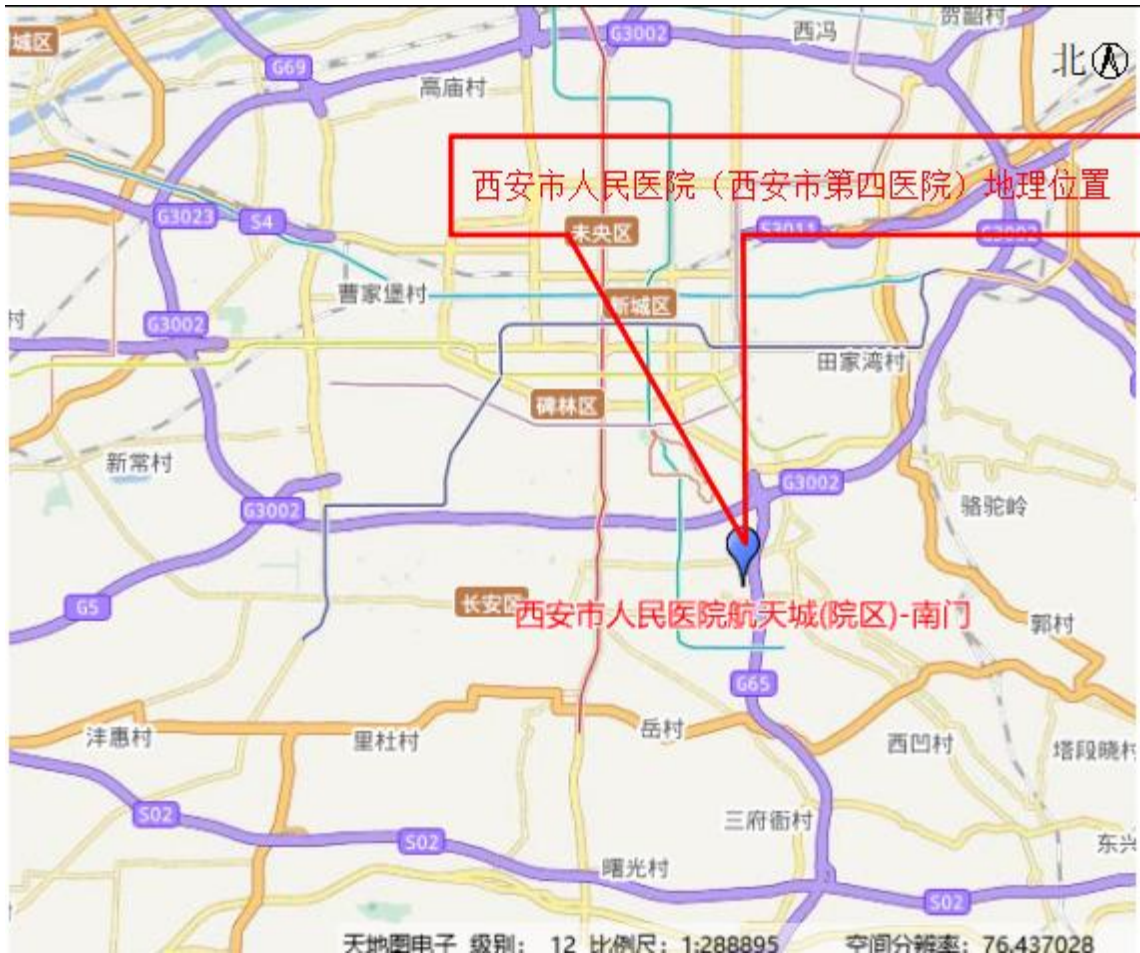 贺韶村
城区
G3002
西冯
北
G69
高庙村
西安市人民医院（西安市第四医院）地理位置
G3023
S4
未央区
S3011
G3002
曹家堡村
新城区
村
G3002
田家湾村
碑林区
新常村
G3002
G3002
骆驼岭
G5
长安区
西安市人民医院航天城(院区)-南门
郭村
G65
沣惠村
里杜村
岳村
西凹村
塔段晓村
S02
三府衙村
S02
东兴
曙光村
S02
天地图电子 级别： 12 比例尺：1:288895 空间分辨率：76.437028